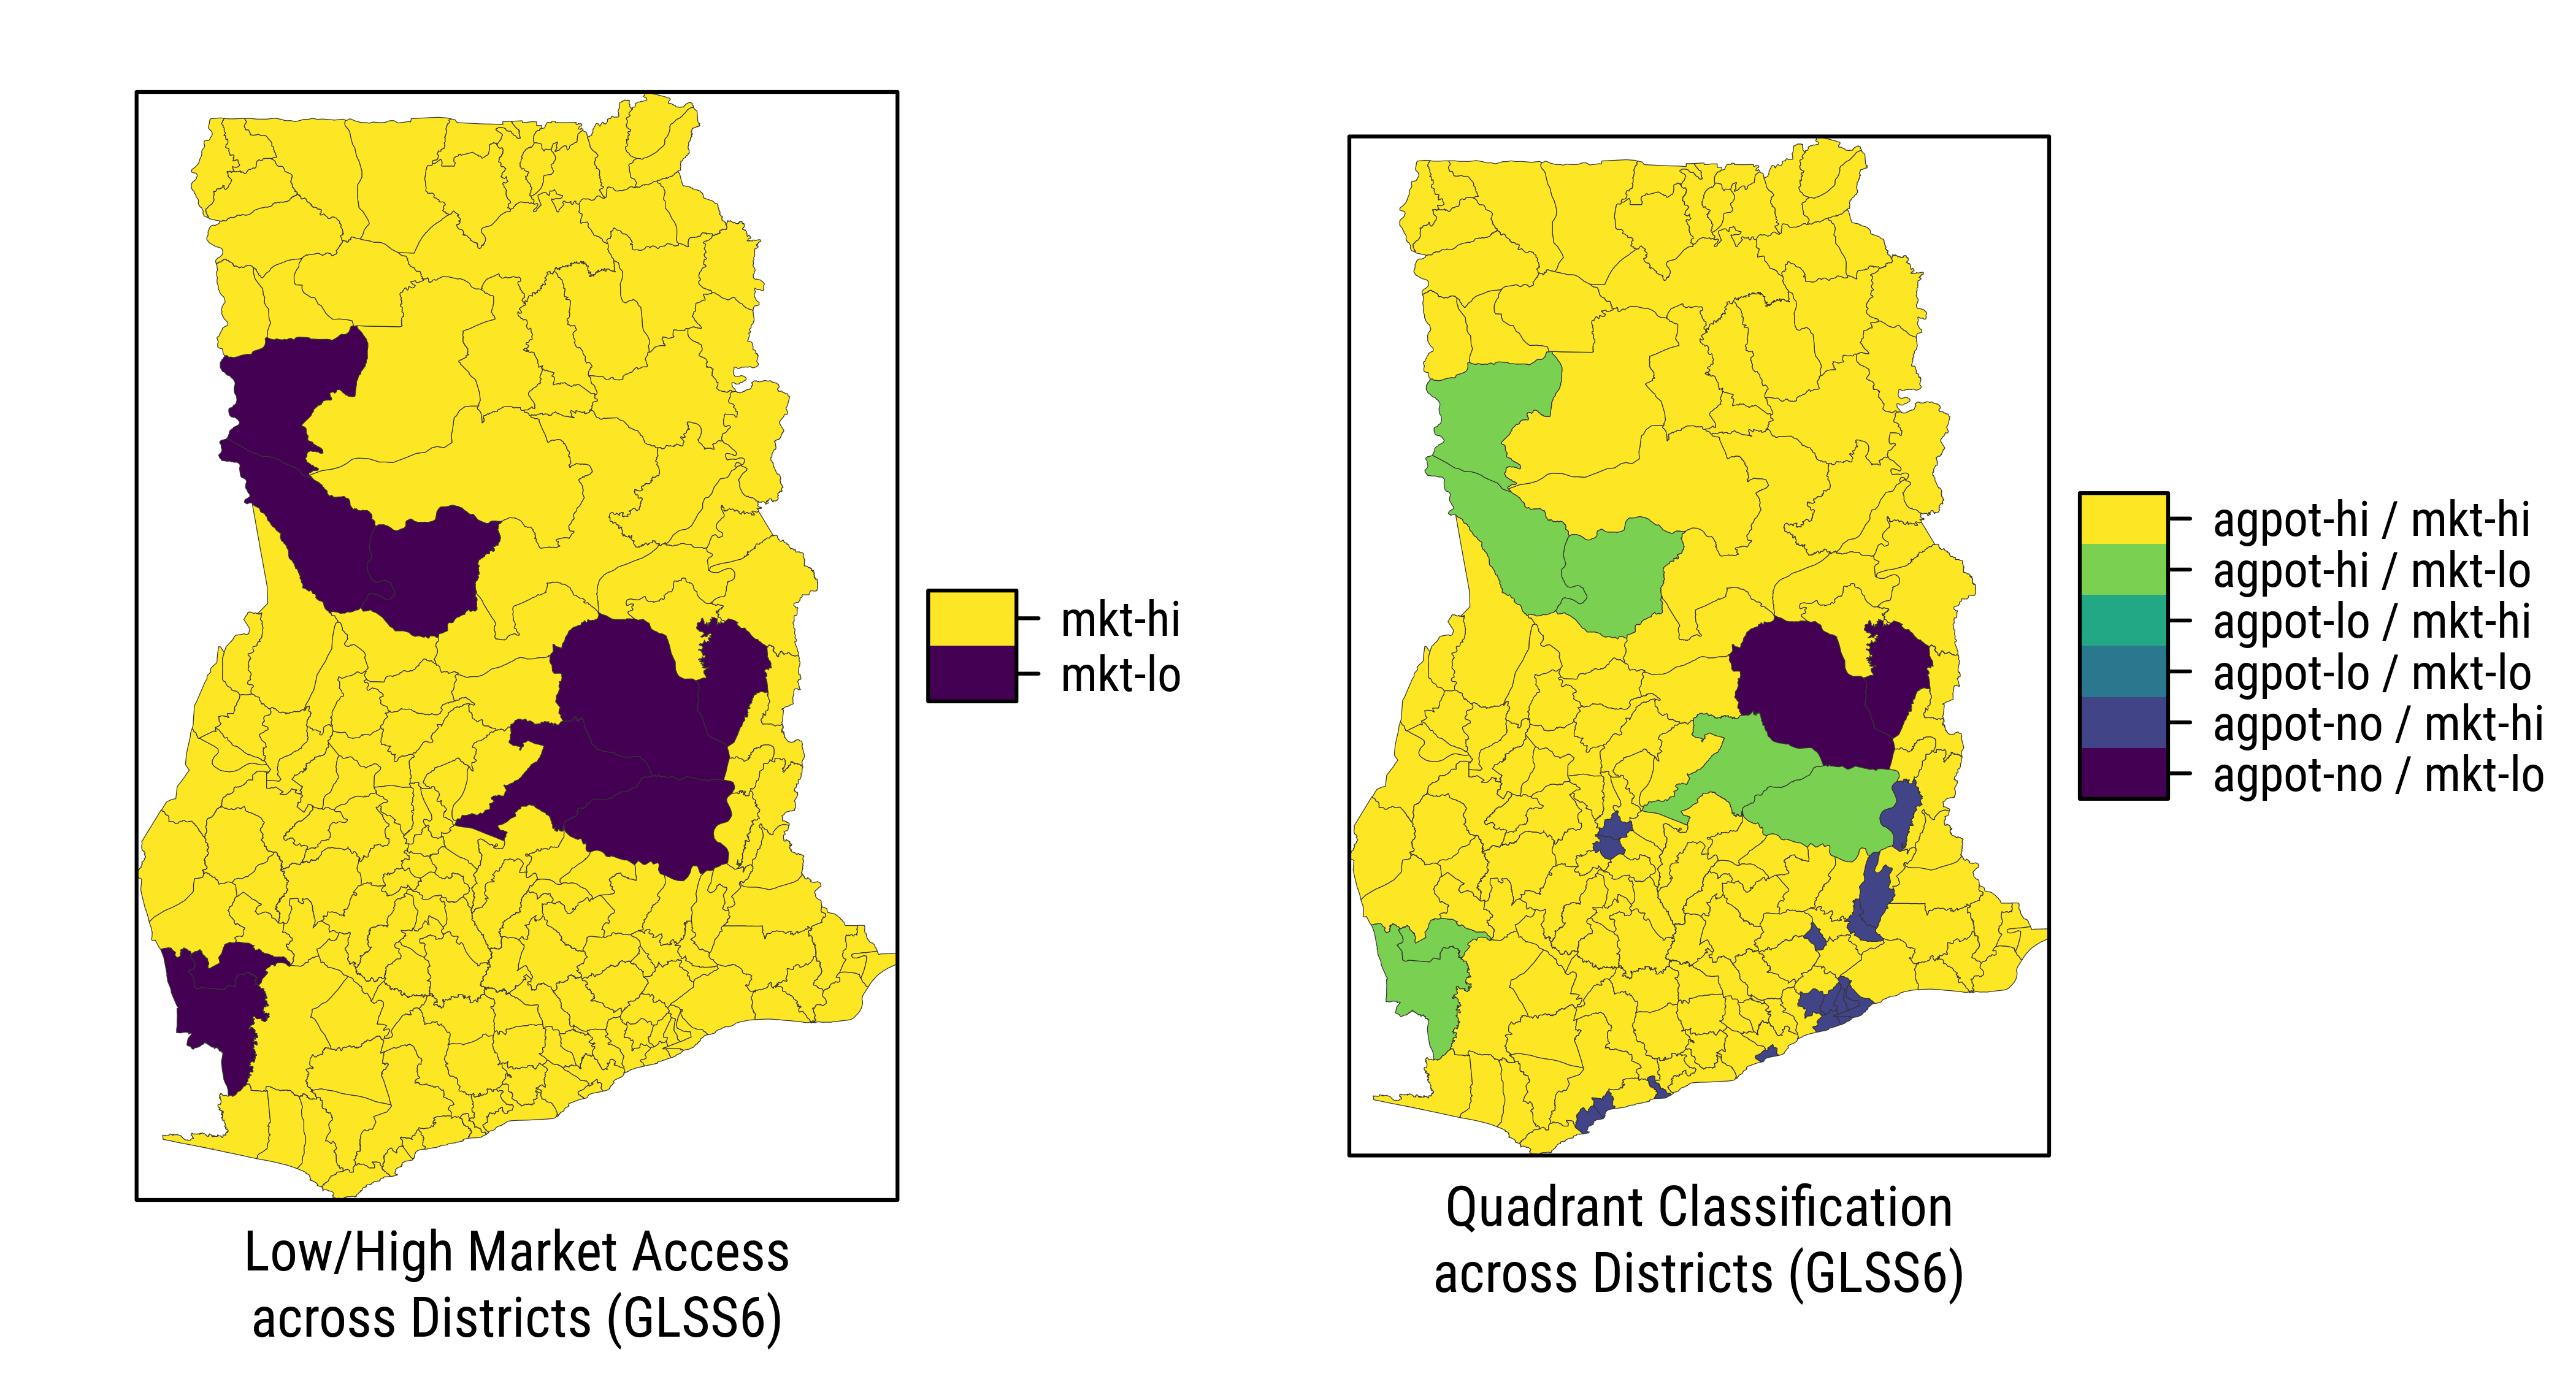 mkt-hi
mkt-lo
Low/High Market Access
across Districts (GLSS6)
agpot-hi / mkt-hi
agpot-hi / mkt-lo
agpot-lo / mkt-hi
agpot-lo / mkt-lo
agpot-no / mkt-hi
agpot-no / mkt-lo
Quadrant Classification
across Districts (GLSS6)